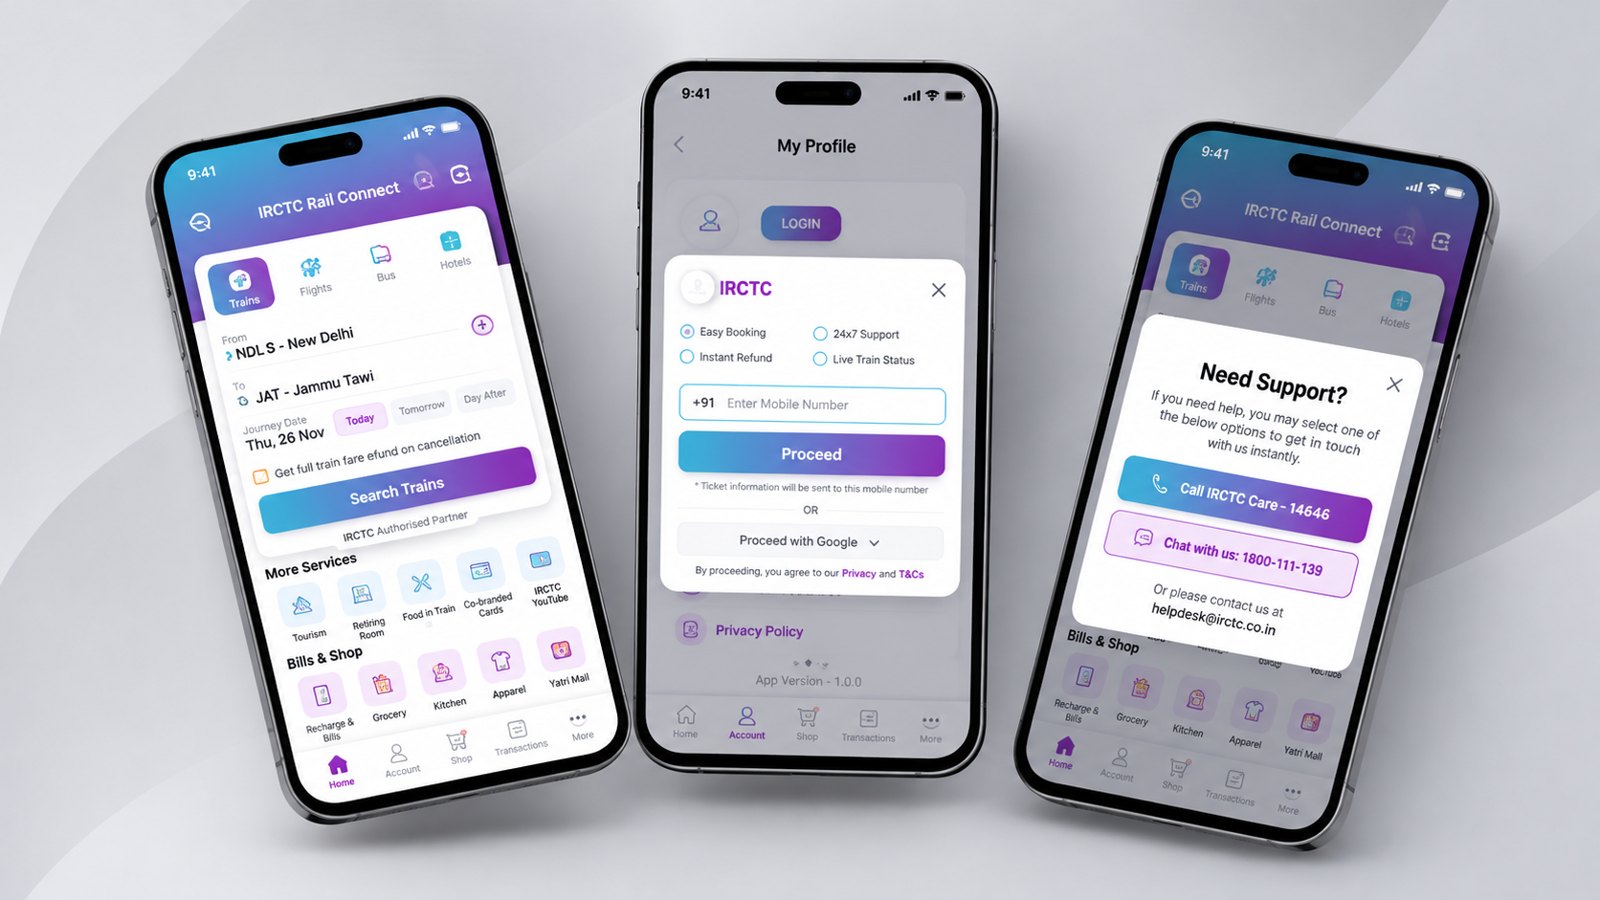 9:41
IRCTC Rail Connect
Trains
Flights
Bus
Hotels
From
NDLS - New Delhi
To
JAT - Jammu Tawi
Journey Date
Thu, 26 Nov
Today
Tomorrow
Day After
Get full train fare efund on cancellation
Search Trains
IRCTC Authorised Partner
More Services
Tourism
Retiring
Room
Food in Train
Co-branded
Cards
IRCTC
YouTube
Bills & Shop
Recharge &
Bills
Grocery
Kitchen
Apparel
Yatri Mall
Home
Account
Shop
Transactions
More
9:41
My Profile
LOGIN
IRCTC
Easy Booking
24x7 Support
Instant Refund
Live Train Status
+91 Enter Mobile Number
Proceed
* Ticket information will be sent to this mobile number
OR
Proceed with Google
By proceeding, you agree to our Privacy and T&Cs
Privacy Policy
App Version - 1.0.0
Home
Account
Shop
Transactions
More
9:41
IRCTC Rail Connect
Trains
Flights
Bus
Hotels
Need Support?
If you need help, you may select one of
the below options to get in touch
with us instantly.
Call IRCTC Care - 14646
Chat with us: 1800-111-139
Or please contact us at
helpdesk@irctc.co.in
Bills & Shop
YouTube
Recharge &
Bills
Grocery
Kitchen
Apparel
Yatri Mall
Home
Account
Shop
Transactions
More